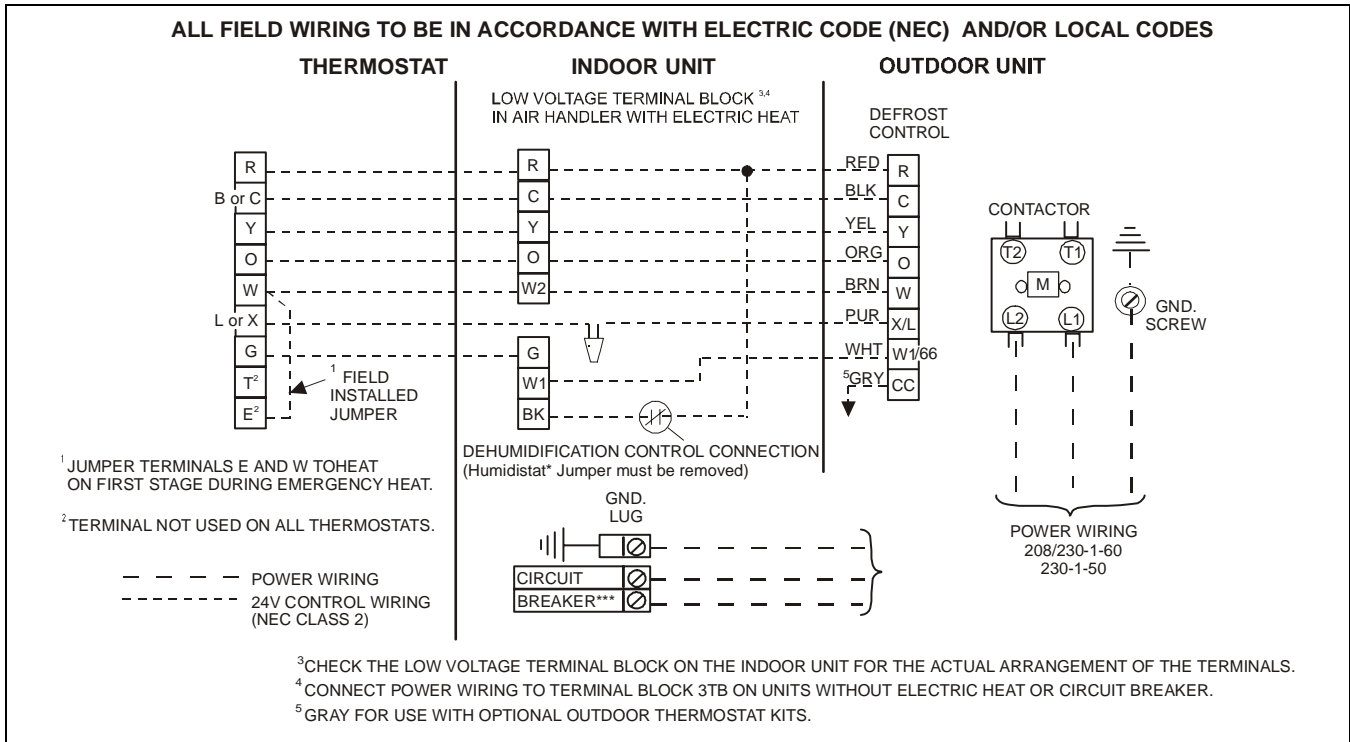 ALL FIELD WIRING TO BE IN ACCORDANCE WITH ELECTRIC CODE (NEC) AND/OR LOCAL CODES
THERMOSTAT
INDOOR UNIT
OUTDOOR UNIT
LOW VOLTAGE TERMINAL BLOCK 3,4
IN AIR HANDLER WITH ELECTRIC HEAT
DEFROST
CONTROL
R
B or C
Y
O
W
L or X
G
T2
E2
1 FIELD
INSTALLED
JUMPER
R
C
Y
O
W2
G
W1
BK
RED
BLK
YEL
ORG
BRN
PUR
WHT
5GRY
R
C
Y
O
W
X/L
W1/66
CC
CONTACTOR
T2
T1
M
L2
L1
GND.
SCREW
DEHUMIDIFICATION CONTROL CONNECTION
(Humidistat* Jumper must be removed)
1 JUMPER TERMINALS E AND W TOHEAT
ON FIRST STAGE DURING EMERGENCY HEAT.
2 TERMINAL NOT USED ON ALL THERMOSTATS.
POWER WIRING
24V CONTROL WIRING
(NEC CLASS 2)
GND.
LUG
CIRCUIT
BREAKER***
POWER WIRING
208/230-1-60
230-1-50
3CHECK THE LOW VOLTAGE TERMINAL BLOCK ON THE INDOOR UNIT FOR THE ACTUAL ARRANGEMENT OF THE TERMINALS.
4 CONNECT POWER WIRING TO TERMINAL BLOCK 3TB ON UNITS WITHOUT ELECTRIC HEAT OR CIRCUIT BREAKER.
5 GRAY FOR USE WITH OPTIONAL OUTDOOR THERMOSTAT KITS.